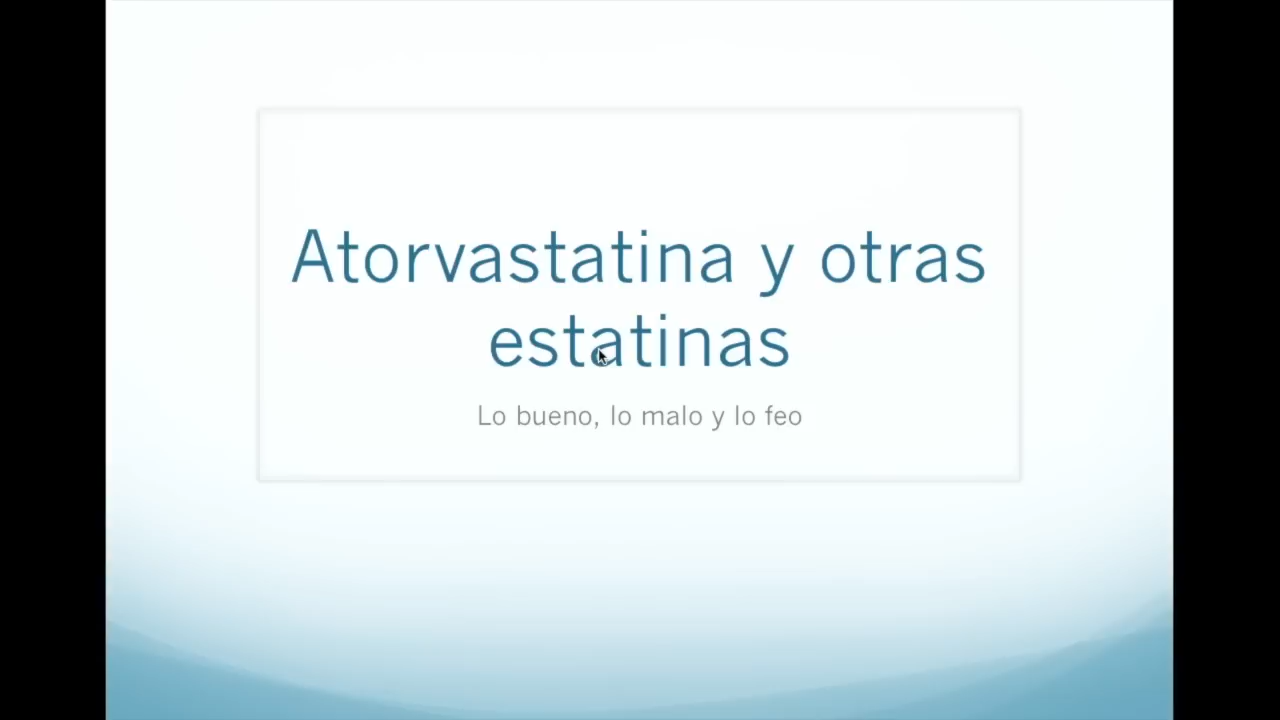 Atorvastatina y otras
estatinas
Lo bueno, lo malo y lo feo